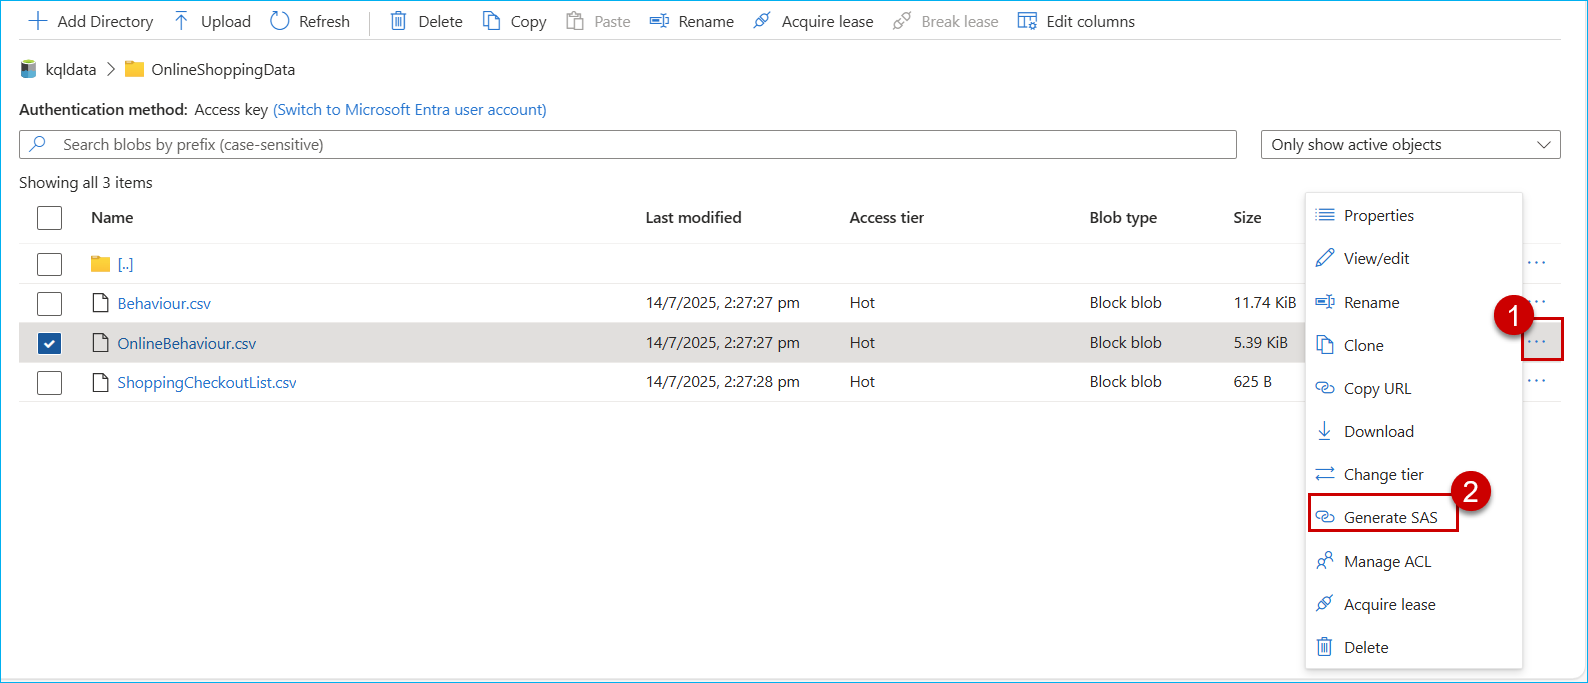 Add Directory Upload Refresh Delete Copy Paste Rename Acquire lease Break lease Edit columns
kqldata > OnlineShoppingData
Authentication method: Access key (Switch to Microsoft Entra user account)
Search blobs by prefix (case-sensitive) Only show active objects
Showing all 3 items
Name Last modified Access tier Blob type Size
[..] ...
Behaviour.csv 14/7/2025, 2:27:27 pm Hot Block blob 11.74 KiB
OnlineBehaviour.csv 14/7/2025, 2:27:27 pm Hot Block blob 5.39 KiB ...
ShoppingCheckoutList.csv 14/7/2025, 2:27:28 pm Hot Block blob 625 B ...
Properties
View/edit
Rename
1
Clone
Copy URL
Download
Change tier
2
Generate SAS
Manage ACL
Acquire lease
Delete